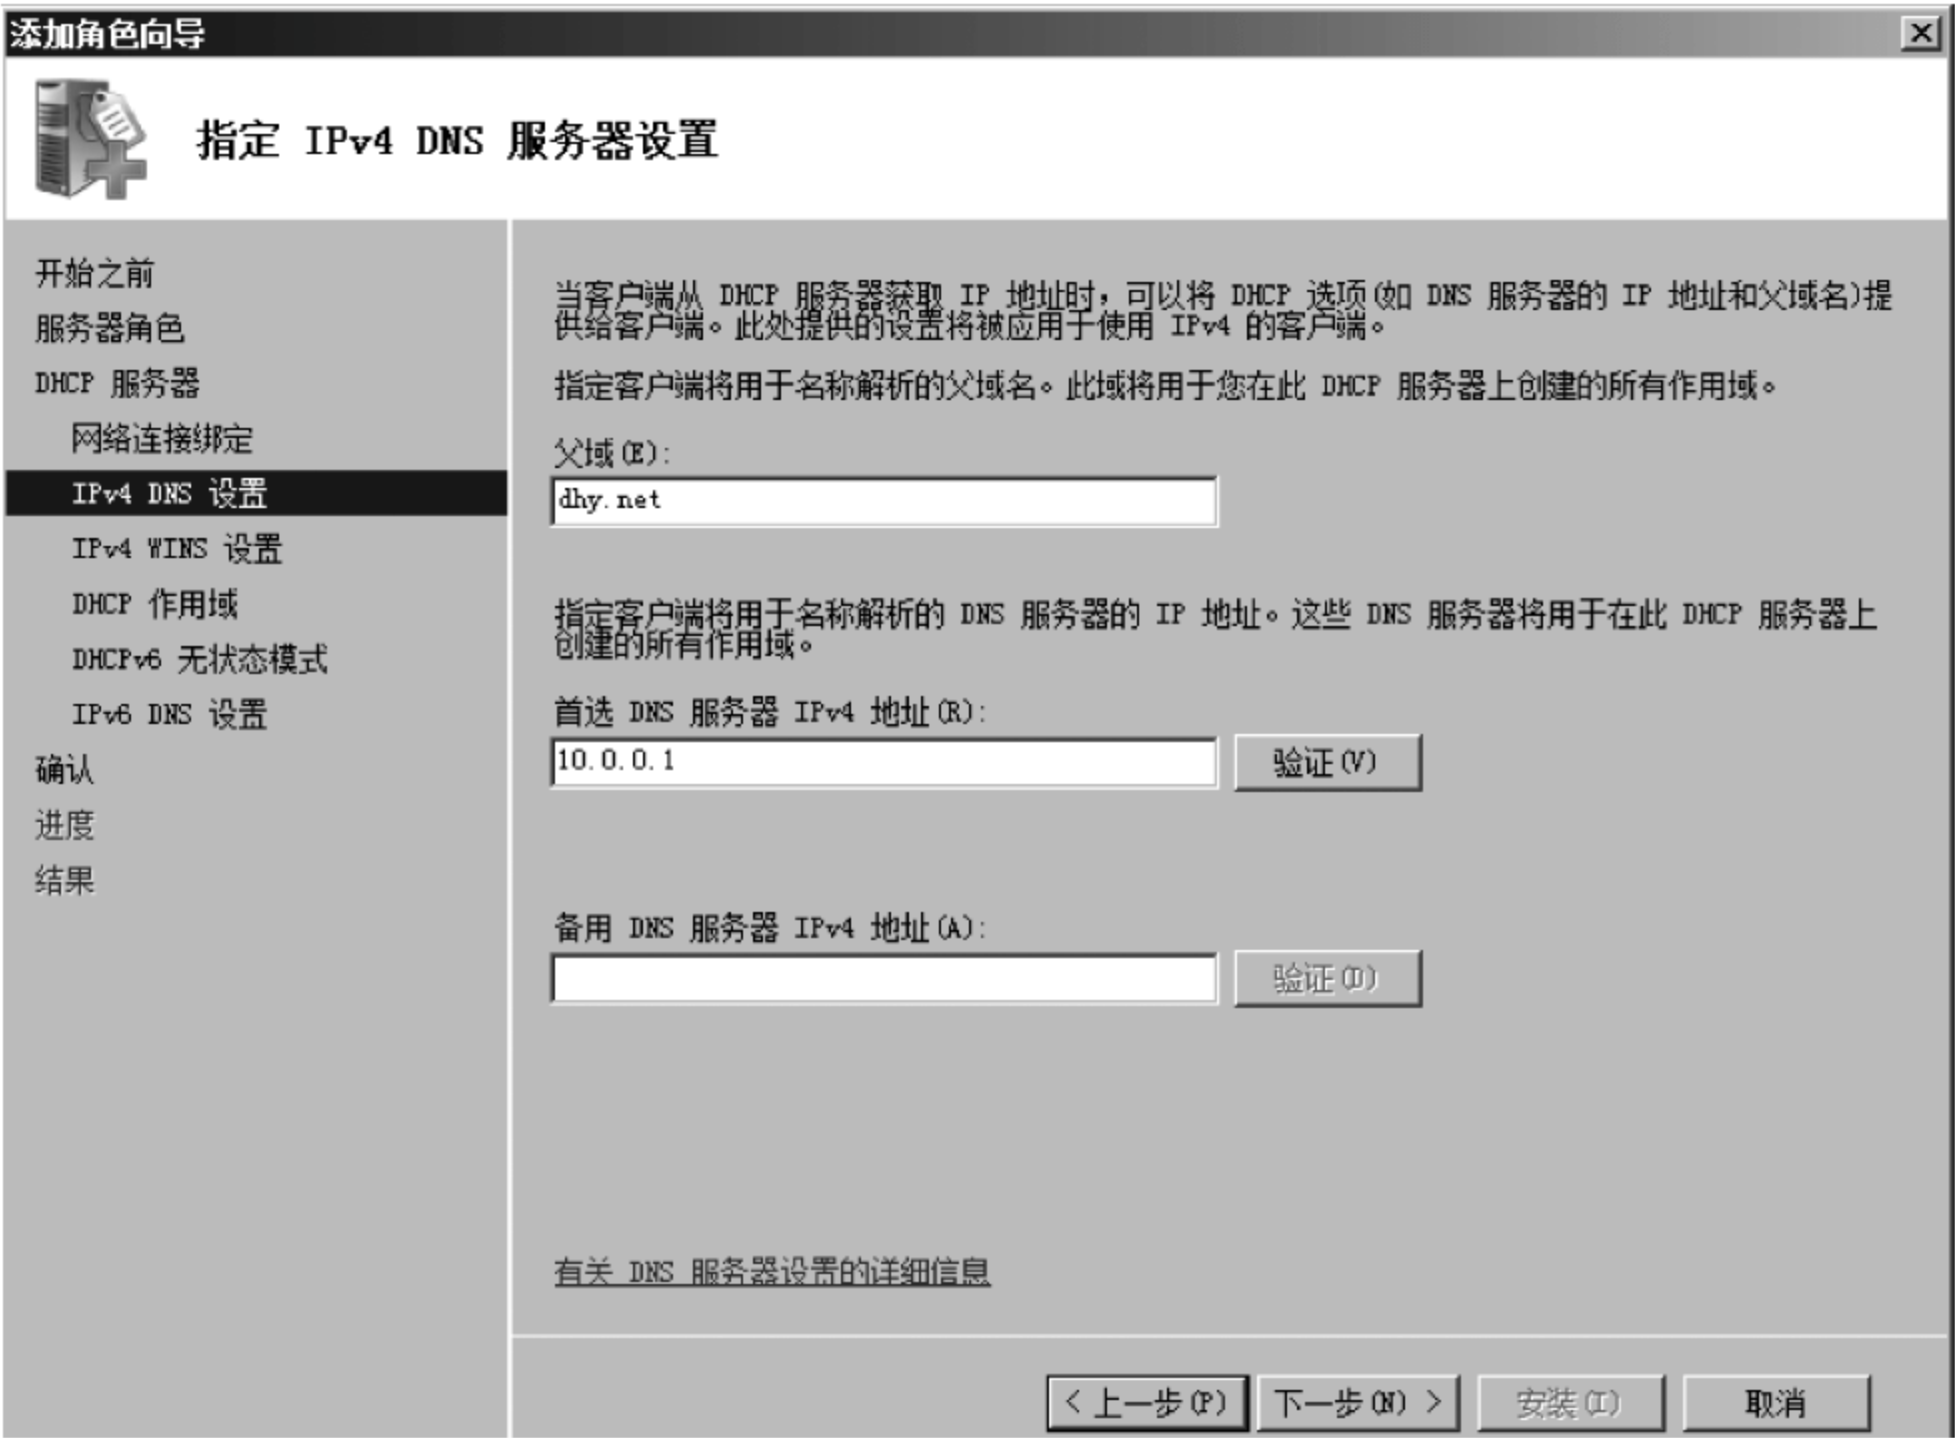 添加角色向导
指定 IPv4 DNS 服务器设置
开始之前
服务器角色
DHCP 服务器
网络连接绑定
IPv4 DNS 设置
IPv4 WINS 设置
DHCP 作用域
DHCPv6 无状态模式
IPv6 DNS 设置
确认
进度
结果
当客户端从 DHCP 服务器获取 IP 地址时，可以将 DHCP 选项(如 DNS 服务器的 IP 地址和父域名)提
供给客户端。此处提供的设置将被应用于使用 IPv4 的客户端。
指定客户端将用于名称解析的父域名。此域将用于您在此 DHCP 服务器上创建的所有作用域。
父域(E):
dhy.net
指定客户端将用于名称解析的 DNS 服务器的 IP 地址。这些 DNS 服务器将用于在此 DHCP 服务器上
创建的所有作用域。
首选 DNS 服务器 IPv4 地址(R):
10.0.0.1
验证(V)
备用 DNS 服务器 IPv4 地址(A):
验证(D)
有关 DNS 服务器设置的详细信息
< 上一步(P)
下一步(N) >
安装(I)
取消